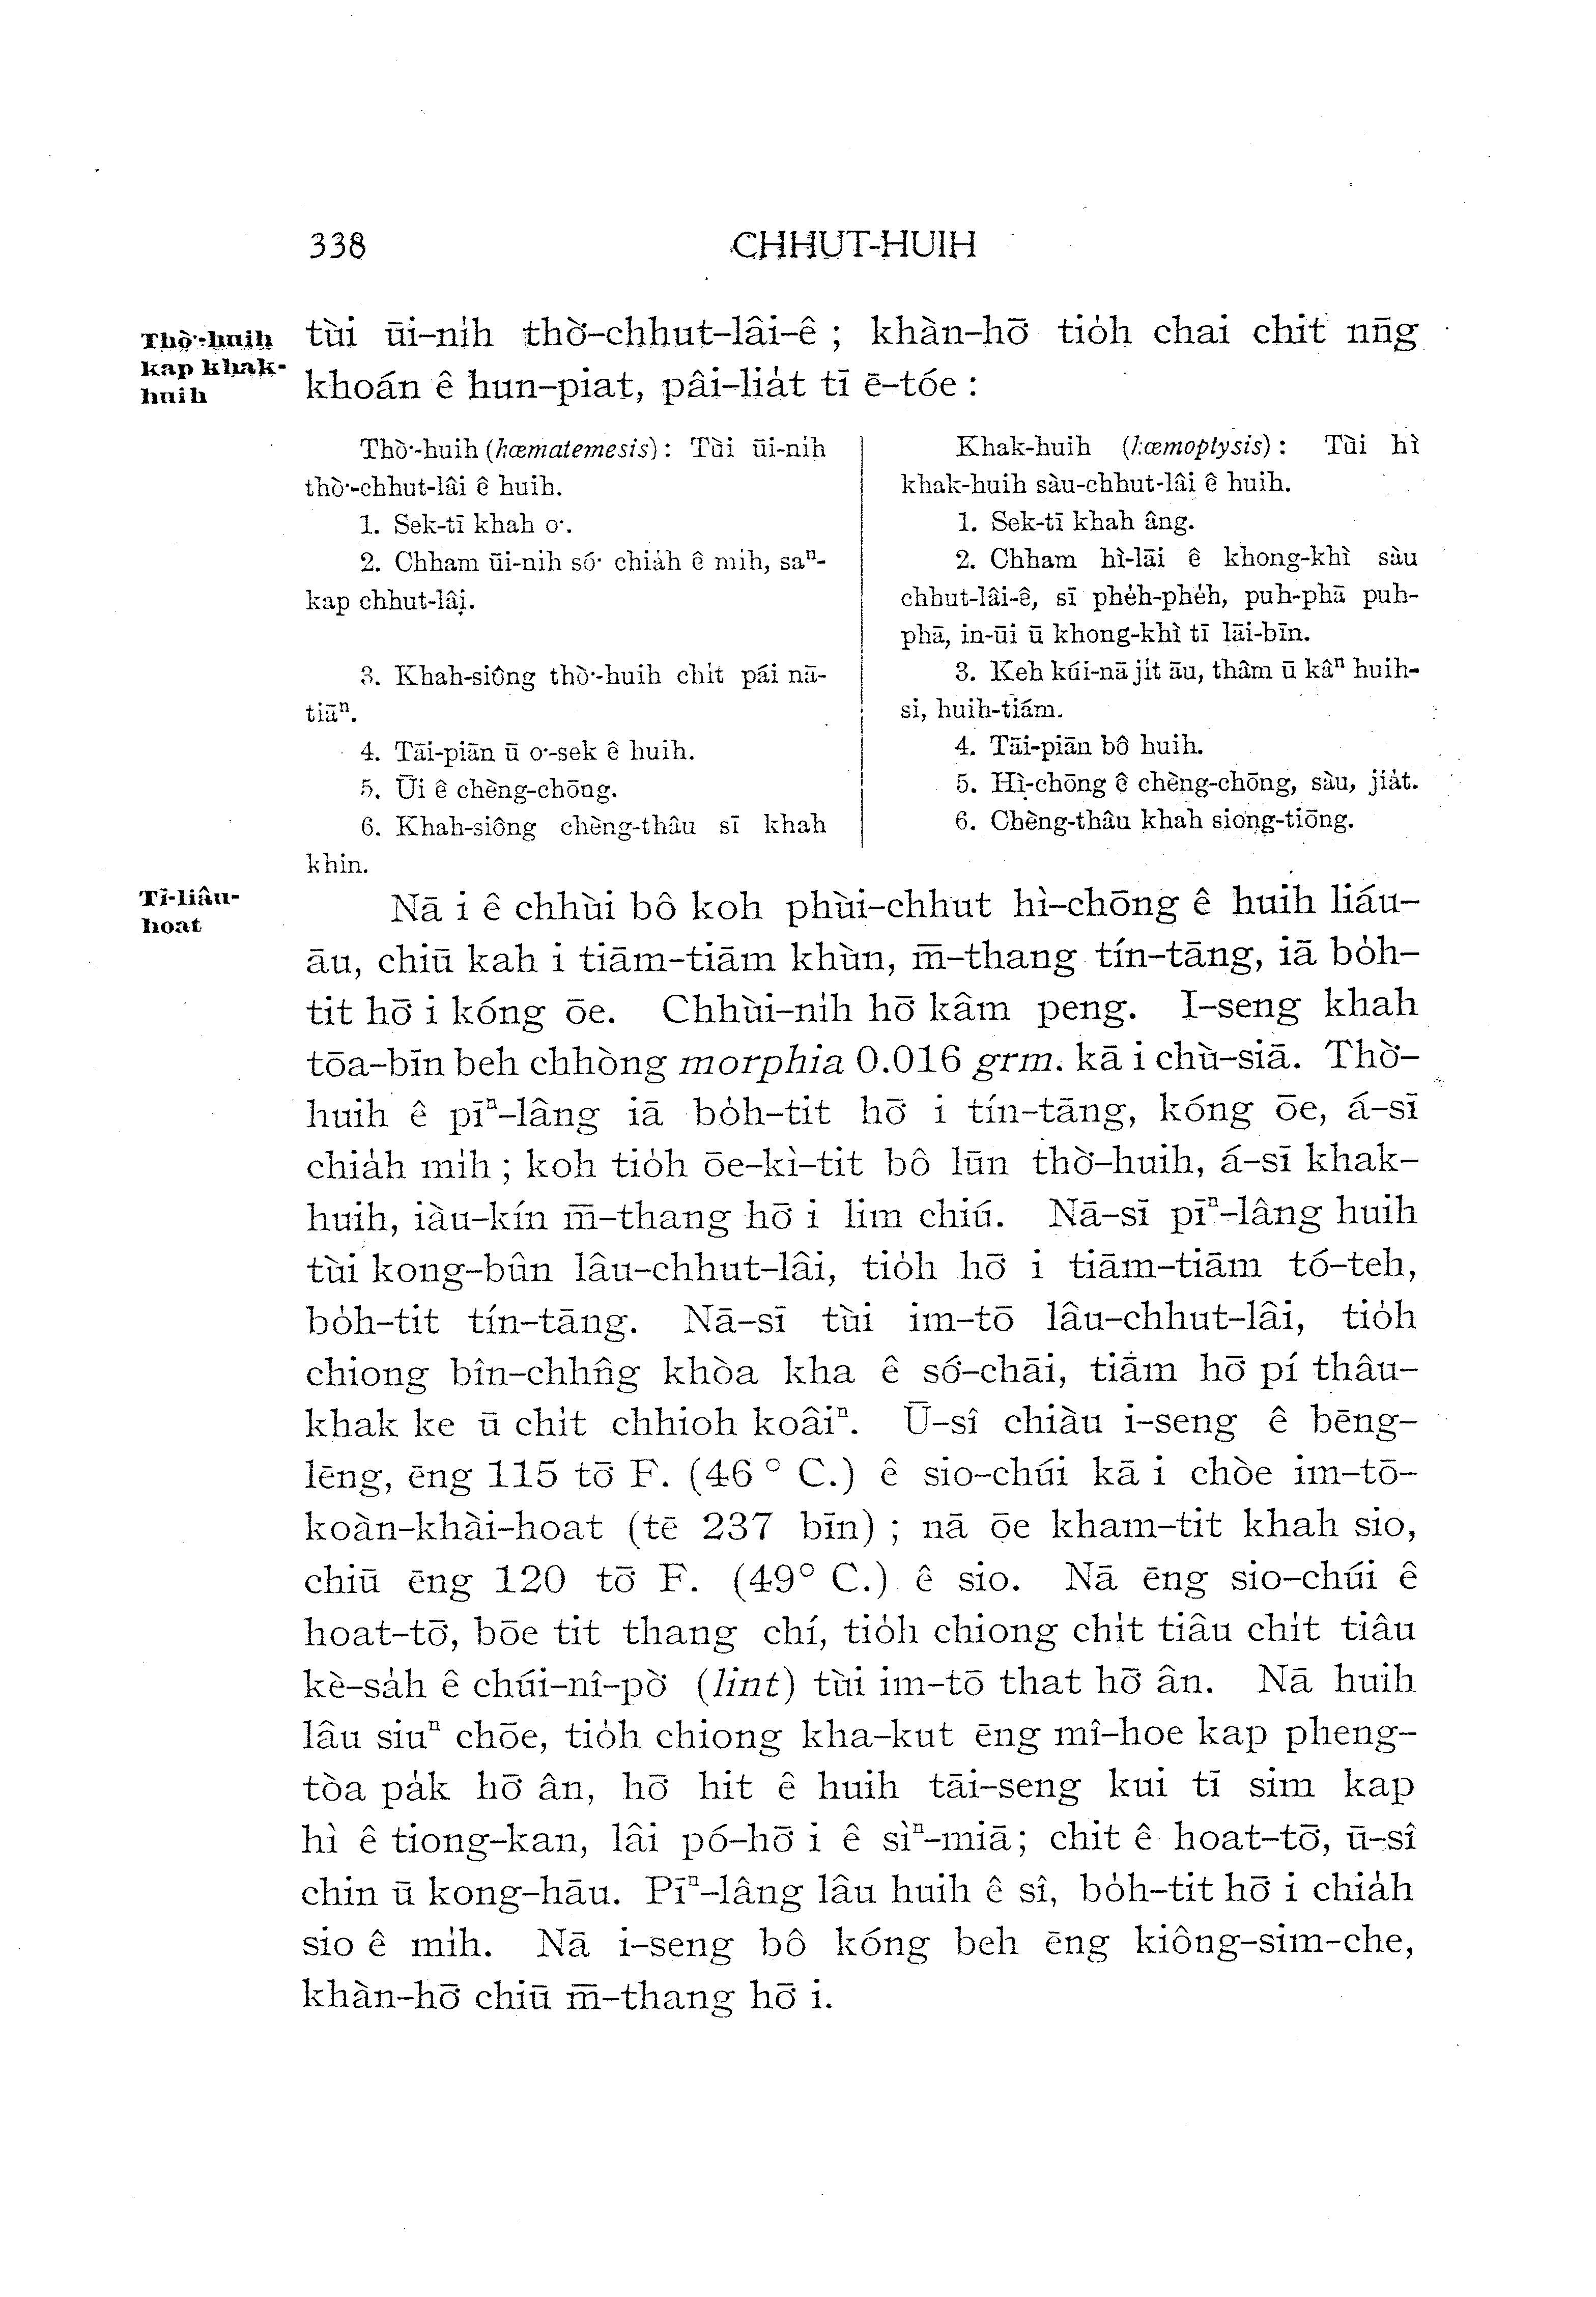 338
CHHUT-HUIH
Thò͘-huih
kap khak-
huih
tùi ūi-ni̍h thò͘-chhut-lâi-ê ; khàn-hō͘ tio̍h chai chit nn̄g
khoán ê hun-piat, pâi-lia̍t tī ē-tóe :
Thò͘-huih (hæmatemesis) : Tùi ūi-ni̍h
thò͘-chhut-lâi ê huih.
1. Sek-tī khah o͘.
2. Chham ūi-ni̍h só͘ chia̍h ê mi̍h, saⁿ-
kap chhut-lâi.
3. Khah-siông thò͘-huih chi̍t pái nā-
tiāⁿ.
4. Tāi-piān ū o͘-sek ê huih.
5. Ūi ê chèng-chōng.
6. Khah-siông chèng-thâu sī khah
khin.
Khak-huih (hæmoptysis) : Tùi hì
khak-huih sàu-chhut-lâi ê huih.
1. Sek-tī khah âng.
2. Chham hì-lāi ê khong-khì sàu
chhut-lâi-ê, sī phe̍h-phe̍h, puh-phā puh-
phā, in-ūi ū khong-khì tī lāi-bīn.
3. Keh kúi-nā ji̍t āu, thâm ū kâⁿ huih-
si, huih-tiám.
4. Tāi-piān bô huih.
5. Hì-chōng ê chèng-chōng, sàu, jia̍t.
6. Chèng-thâu khah siong-tiōng.
Tī-liâu-
hoat
Nā i ê chhùi bô koh phùi-chhut hì-chōng ê huih liáu-
āu, chiū kah i tiām-tiām khùn, m̄-thang tín-tāng, iā bo̍h-
tit hō͘ i kóng ōe. Chhùi-ni̍h hō͘ kâm peng. I-seng khah
tōa-bīn beh chhòng morphia 0.016 grm. kā i chù-siā. Thò͘-
huih ê pīⁿ-lâng iā bo̍h-tit hō͘ i tín-tāng, kóng ōe, á-sī
chia̍h mi̍h ; koh tio̍h ōe-kì-tit bô lūn thò͘-huih, á-sī khak-
huih, iàu-kín m̄-thang hō͘ i lim chiú. Nā-sī pīⁿ-lâng huih
tùi kong-bûn lâu-chhut-lâi, tio̍h hō͘ i tiām-tiām tó-teh,
bo̍h-tit tín-tāng. Nā-sī tùi im-tō lâu-chhut-lâi, tio̍h
chiong bîn-chhn̂g khòa kha ê só͘-chāi, tiām hō͘ pí thâu-
khak ke ū chi̍t chhioh koâiⁿ. Ū-sî chiàu i-seng ê bēng-
lēng, ēng 115 tō͘ F. (46° C.) ê sio-chúi kā i chòe im-tō-
koàn-khài-hoat (tē 237 bīn) ; nā ōe kham-tit khah sio,
chiū ēng 120 tō͘ F. (49° C.) ê sio. Nā ēng sio-chúi ê
hoat-tō͘, bōe tit thang chí, tio̍h chiong chi̍t tiâu chi̍t tiâu
kè-sa̍h ê chúi-nî-pò͘ (lint) tùi im-tō that hō͘ ân. Nā huih
lâu siuⁿ chōe, tio̍h chiong kha-kut ēng mî-hoe kap pheng-
tòa pa̍k hō͘ ân, hō͘ hit ê huih tāi-seng kui tī sim kap
hì ê tiong-kan, lâi pó-hō͘ i ê sìⁿ-miā ; chit ê hoat-tō͘, ū-sî
chin ū kong-hāu. Pīⁿ-lâng lâu huih ê sî, bo̍h-tit hō͘ i chia̍h
sio ê mi̍h. Nā i-seng bô kóng beh ēng kiông-sim-che,
khàn-hō͘ chiū m̄-thang hō͘ i.